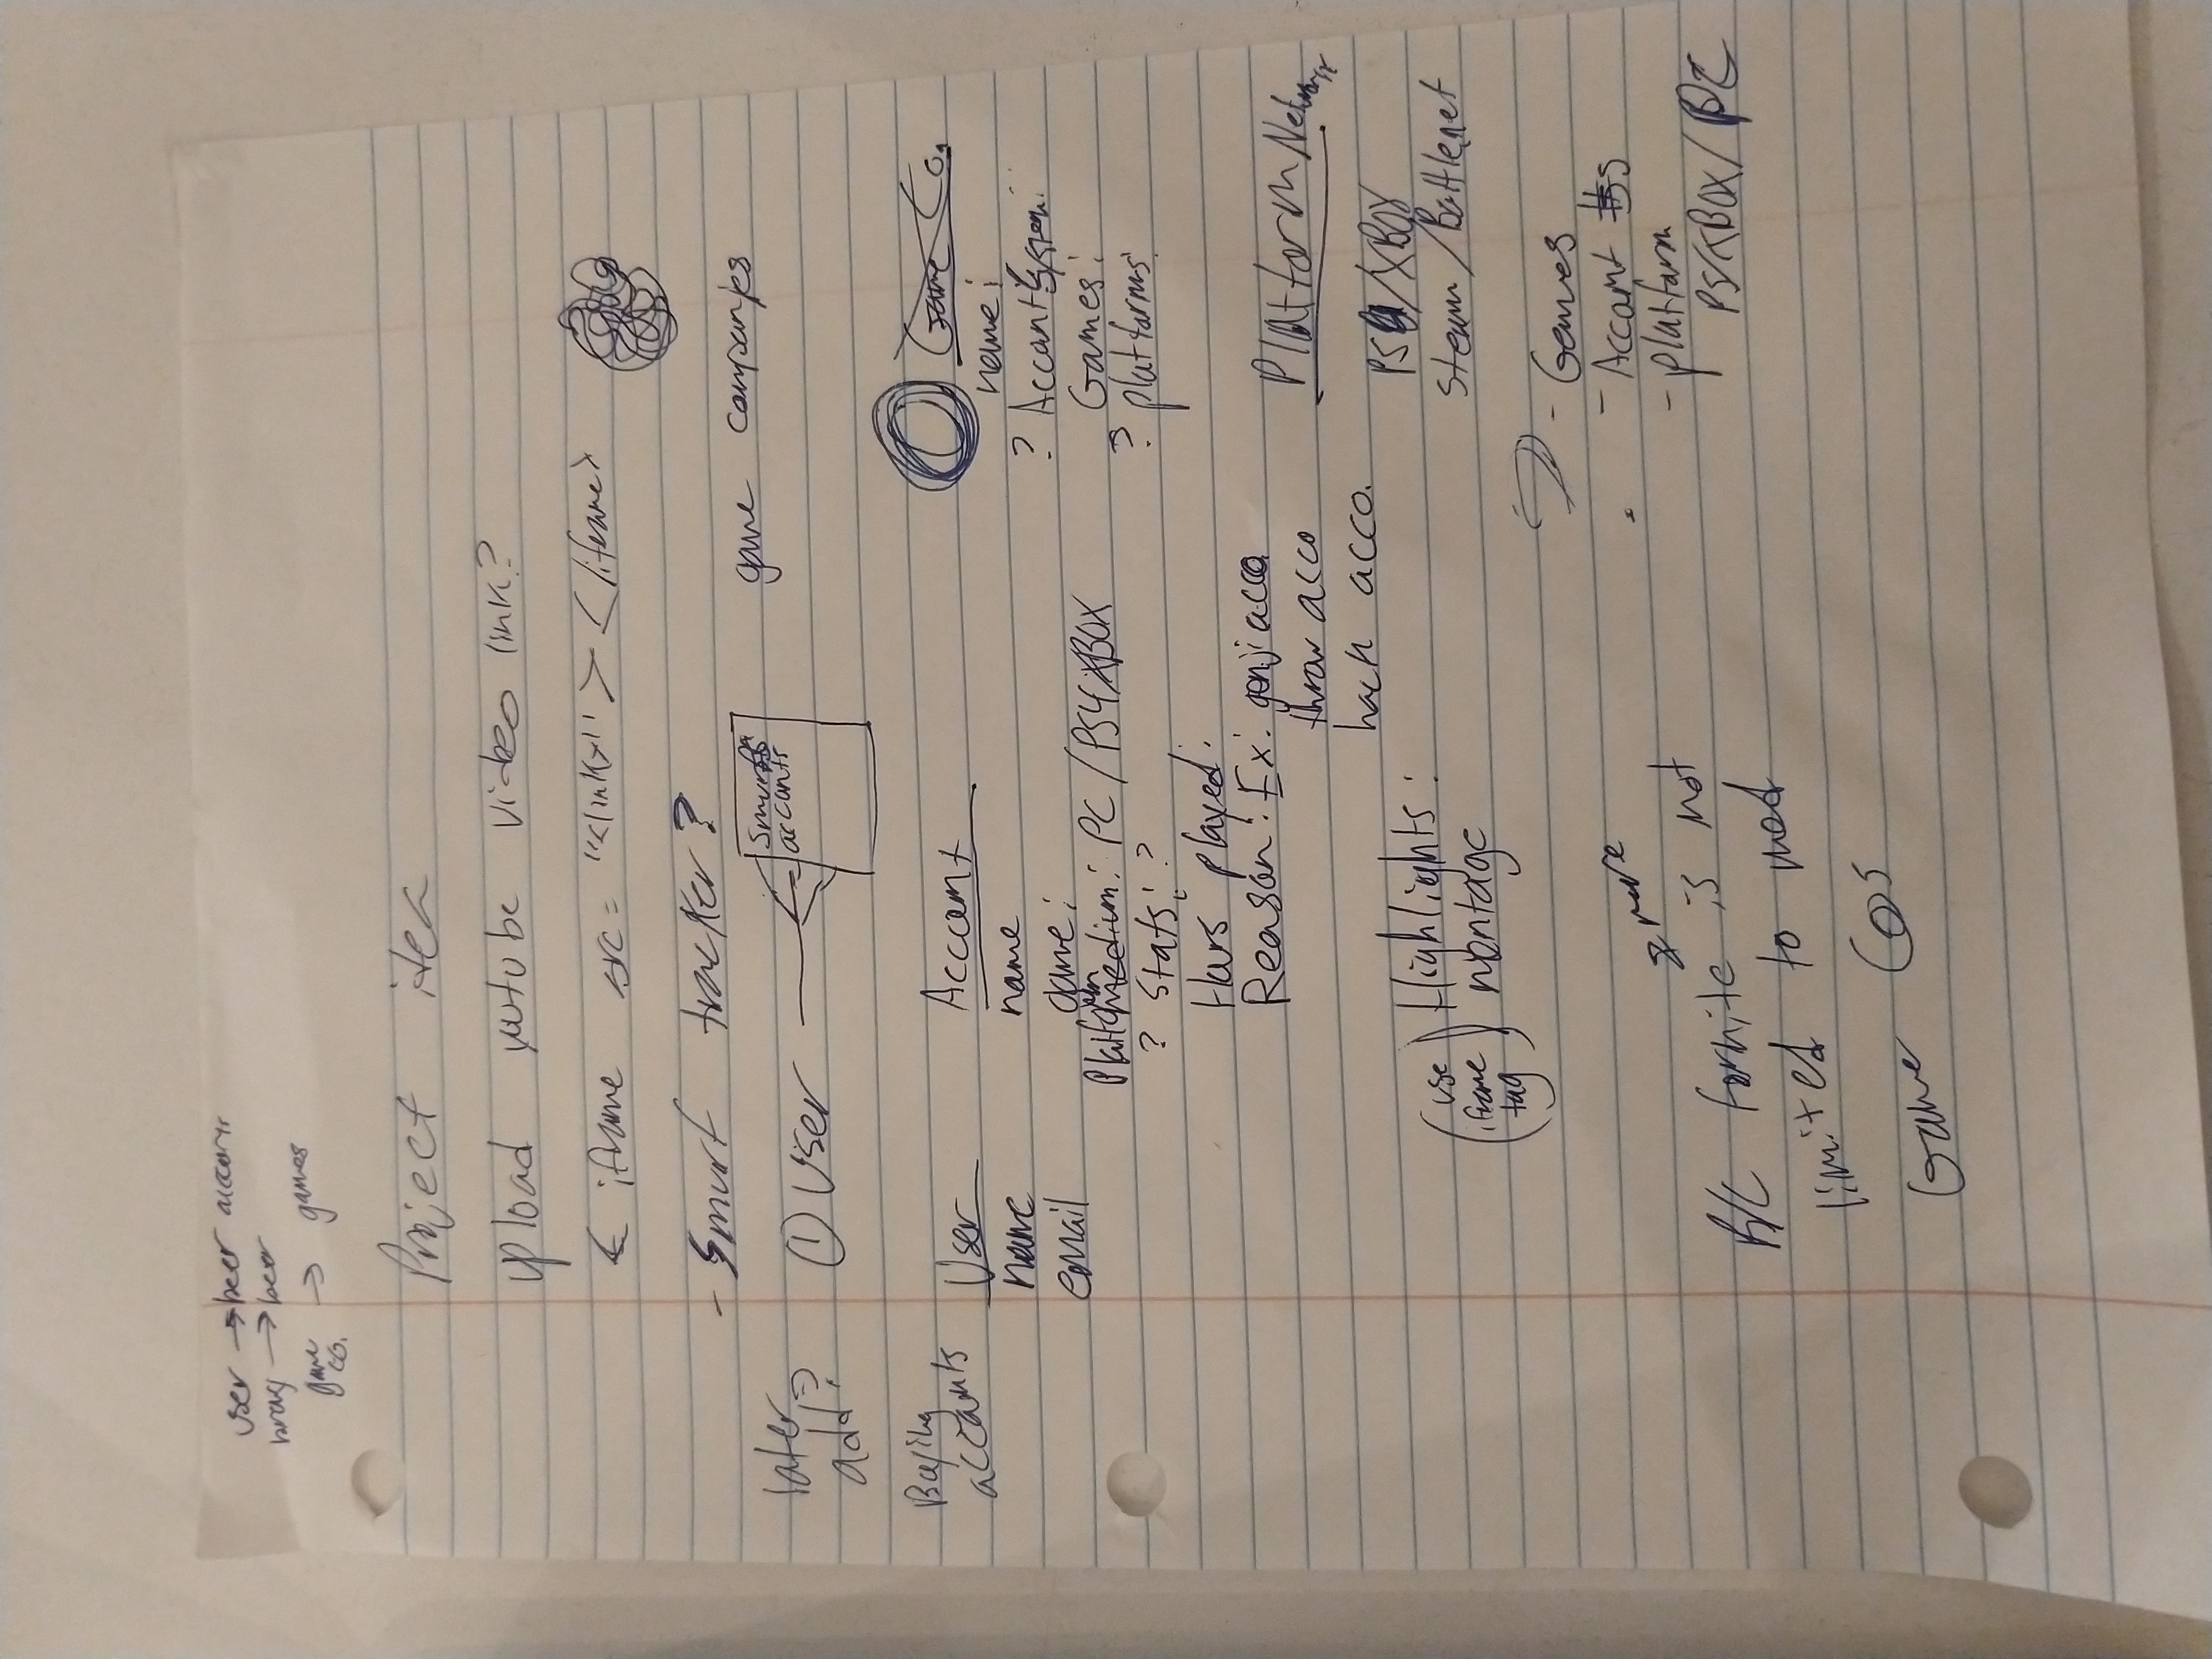 user → beer accounts
→ beer
game co. → games
Project idea
upload youtube video link?
< iframe src = "<link>" > </iframe>
- Smurf tracker?
game companies
later add?
① User
Smurfs accounts
Buying accounts
User
name
email
Account
name
game:
Platform medium: PC / PS4 XBOX
? Stats: ?
Hours played:
Reason: Ex: genji acco
throw acco
hack acco.
(use iframe tag) Highlights:
montage
Game Co.
name:
? Account System:
Games:
? platforms:
Platform Network
PS /XBOX
Steam /Battlenet
- Games
- Account #s
- platform
PS/XBOX/ PC
& more
B/C fornite is not
limited to
Game Cos